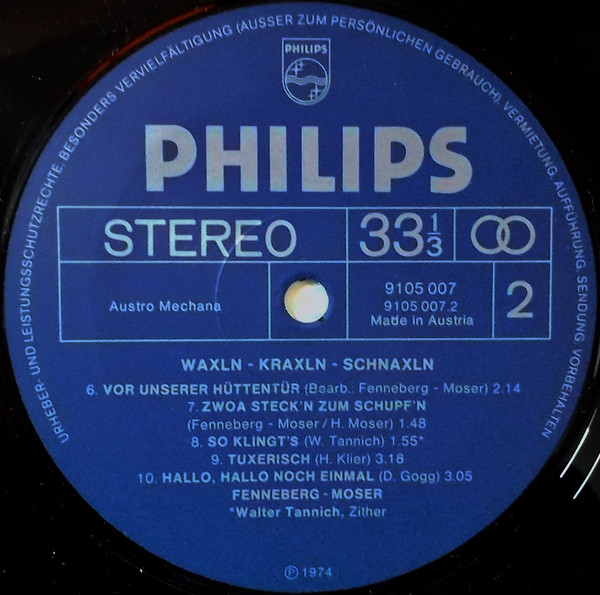 URHEBER- UND LEISTUNGSSCHUTZRECHTE, BESONDERS VERVIELFÄLTIGUNG (AUSSER ZUM PERSÖNLICHEN GEBRAUCH), VERMIETUNG, AUFFÜHRUNG, SENDUNG VORBEHALTEN
PHILIPS
PHILIPS
STEREO
33 1/3
Austro Mechana
9105 007
9105 007.2
Made in Austria
2
WAXLN - KRAXLN - SCHNAXLN
6. VOR UNSERER HÜTTENTÜR (Bearb.: Fenneberg - Moser) 2.14
7. ZWOA STECK'N ZUM SCHUPF'N
(Fenneberg - Moser / H. Moser) 1.48
8. SO KLINGT'S (W. Tannich) 1.55*
9. TUXERISCH (H. Klier) 3.18
10. HALLO, HALLO NOCH EINMAL (D. Gogg) 3.05
FENNEBERG - MOSER
*Walter Tannich, Zither
℗ 1974